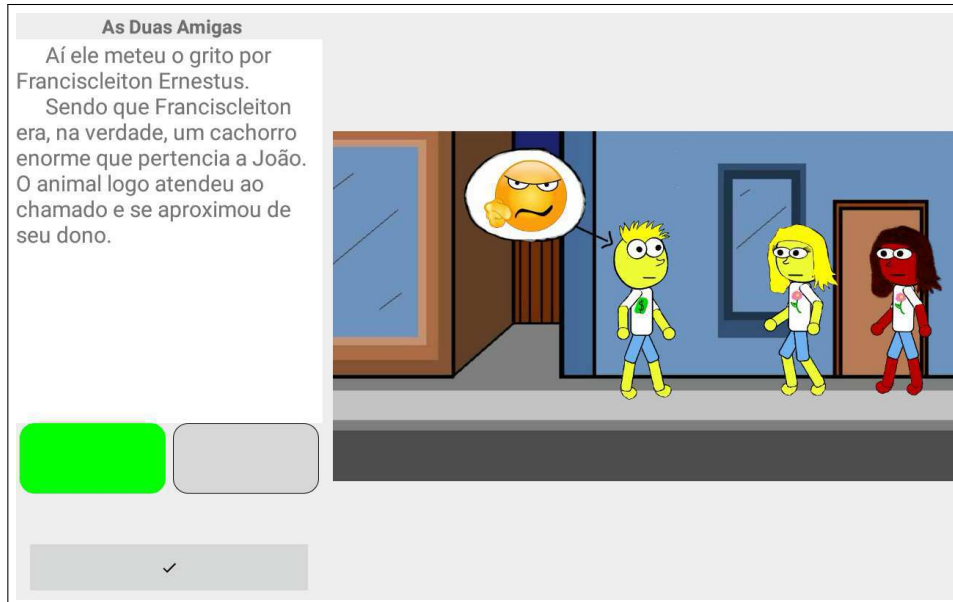 As Duas Amigas
Aí ele meteu o grito por
Franciscleiton Ernestus.
Sendo que Franciscleiton
era, na verdade, um cachorro
enorme que pertencia a João.
O animal logo atendeu ao
chamado e se aproximou de
seu dono.
$